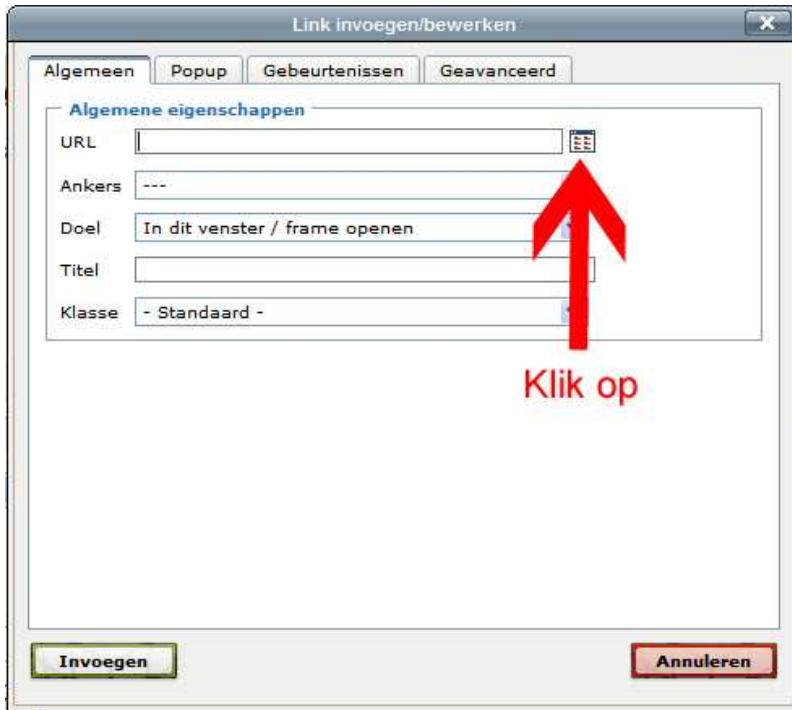 Link invoegen/bewerken
Algemeen Popup Gebeurtenissen Geavanceerd
Algemene eigenschappen
URL
Ankers ---
Doel In dit venster / frame openen
Titel
Klasse - Standaard -
Klik op
Invoegen Annuleren